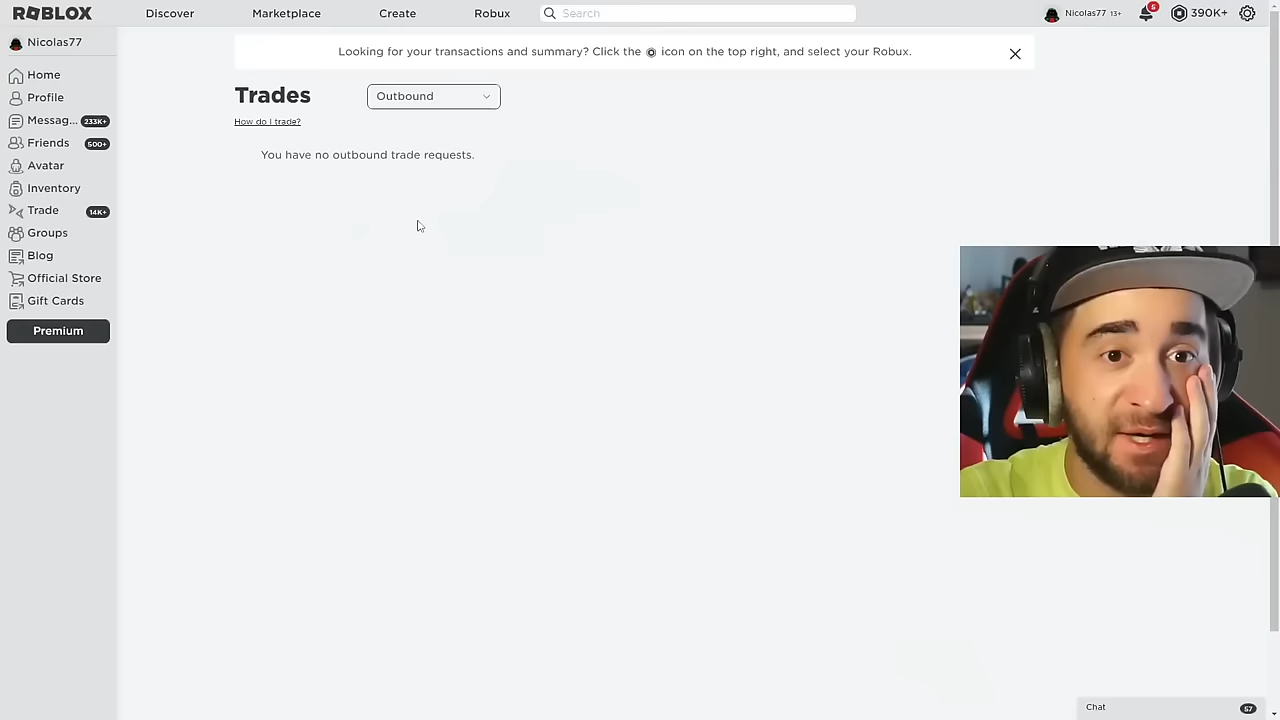 ROBLOX
Discover
Marketplace
Create
Robux
Search
Nicolas77 13+
5
390K+
Nicolas77
Home
Profile
Messag... 233K+
Friends 500+
Avatar
Inventory
Trade 14K+
Groups
Blog
Official Store
Gift Cards
Premium
Looking for your transactions and summary? Click the icon on the top right, and select your Robux.
Trades
Outbound
How do I trade?
You have no outbound trade requests.
Chat
57